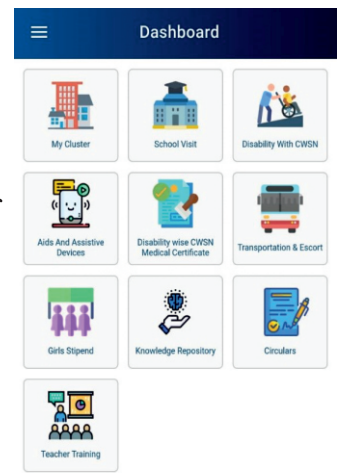 Dashboard
My Cluster
School Visit
Disability With CWSN
Aids And Assistive
Devices
Disability wise CWSN
Medical Certificate
Transportation & Escort
Girls Stipend
Knowledge Repository
Circulars
Teacher Training